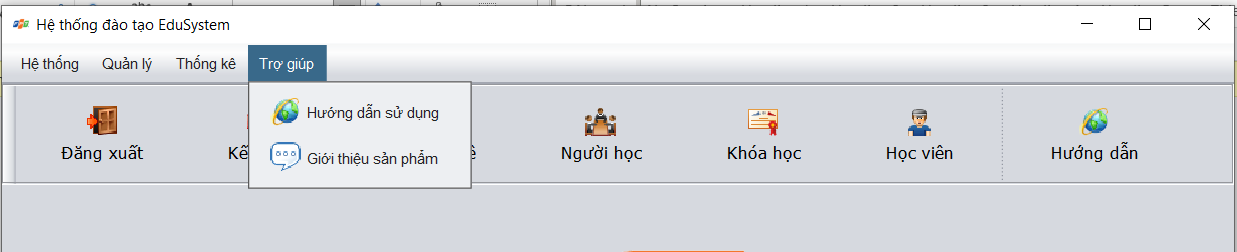 Hệ thống đào tạo EduSystem
Hệ thống Quản lý Thống kê Trợ giúp
Hướng dẫn sử dụng
Giới thiệu sản phẩm
Đăng xuất Người học Khóa học Học viên Hướng dẫn